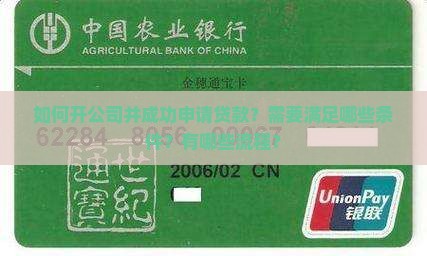 中国农业银行
AGRICULTURAL BANK OF CHINA
金穗通宝卡
如何开公司并成功申请贷款？需要满足哪些条
件？有哪些流程？
62284
世紀
通寶
2006/02 CN
UnionPay
银联